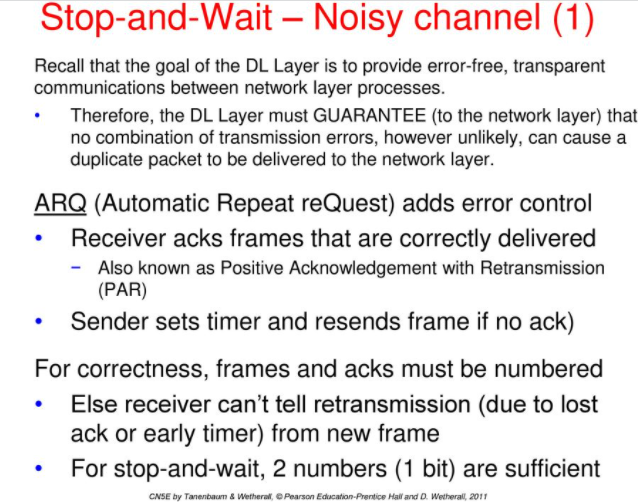 Stop-and-Wait – Noisy channel (1)
Recall that the goal of the DL Layer is to provide error-free, transparent
communications between network layer processes.
• Therefore, the DL Layer must GUARANTEE (to the network layer) that
no combination of transmission errors, however unlikely, can cause a
duplicate packet to be delivered to the network layer.
ARQ (Automatic Repeat reQuest) adds error control
• Receiver acks frames that are correctly delivered
– Also known as Positive Acknowledgement with Retransmission
(PAR)
• Sender sets timer and resends frame if no ack)
For correctness, frames and acks must be numbered
• Else receiver can't tell retransmission (due to lost
ack or early timer) from new frame
• For stop-and-wait, 2 numbers (1 bit) are sufficient
CN5E by Tanenbaum & Wetherall, © Pearson Education-Prentice Hall and D. Wetherall, 2011